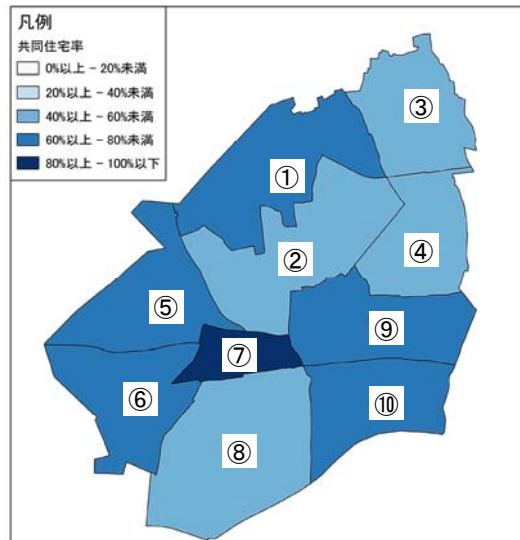 凡例
共同住宅率
0%以上 - 20%未満
20%以上 - 40%未満
40%以上 - 60%未満
60%以上 - 80%未満
80%以上 - 100%以下
③
①
④
②
⑤
⑨
⑦
⑥
⑩
⑧